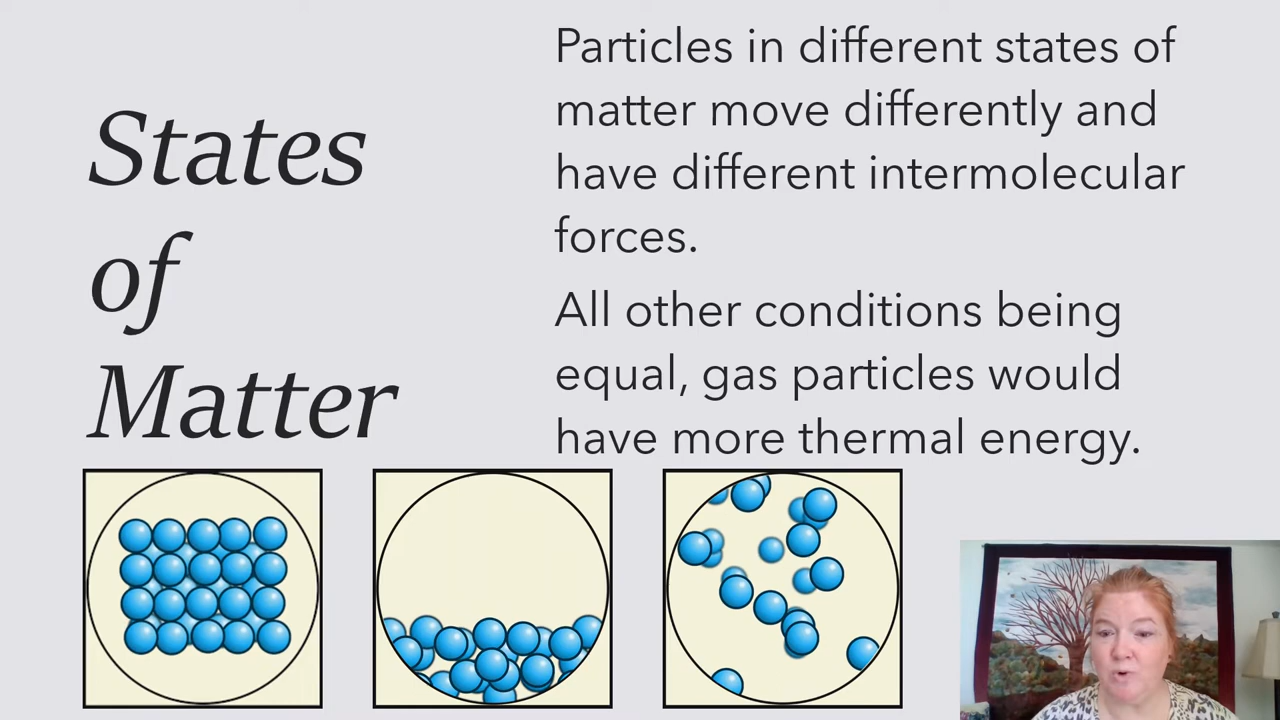 States
of
Matter
Particles in different states of
matter move differently and
have different intermolecular
forces.
All other conditions being
equal, gas particles would
have more thermal energy.